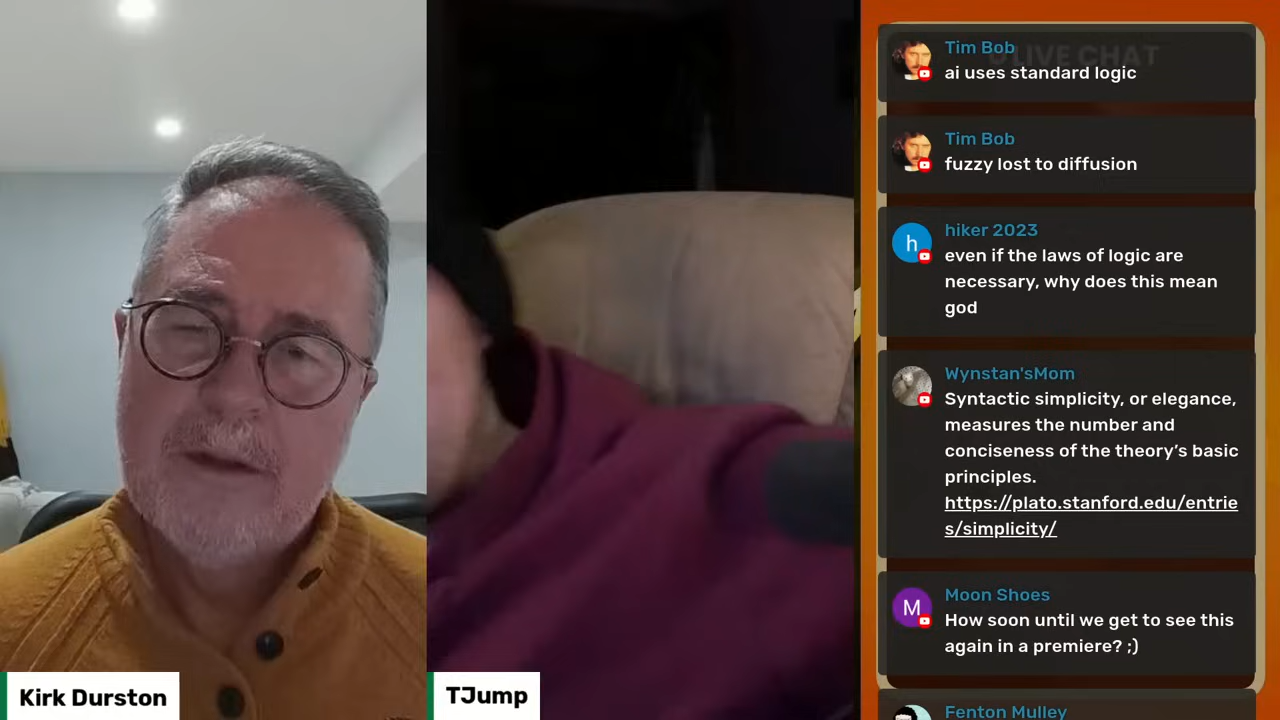 LIVE CHAT
Tim Bob
ai uses standard logic
Tim Bob
fuzzy lost to diffusion
hiker 2023
h
even if the laws of logic are
necessary, why does this mean
god
Wynstan'sMom
Syntactic simplicity, or elegance,
measures the number and
conciseness of the theory's basic
principles.
https://plato.stanford.edu/entrie
s/simplicity/
Moon Shoes
M
How soon until we get to see this
again in a premiere? ;)
Fenton Mulley
Kirk Durston
TJump